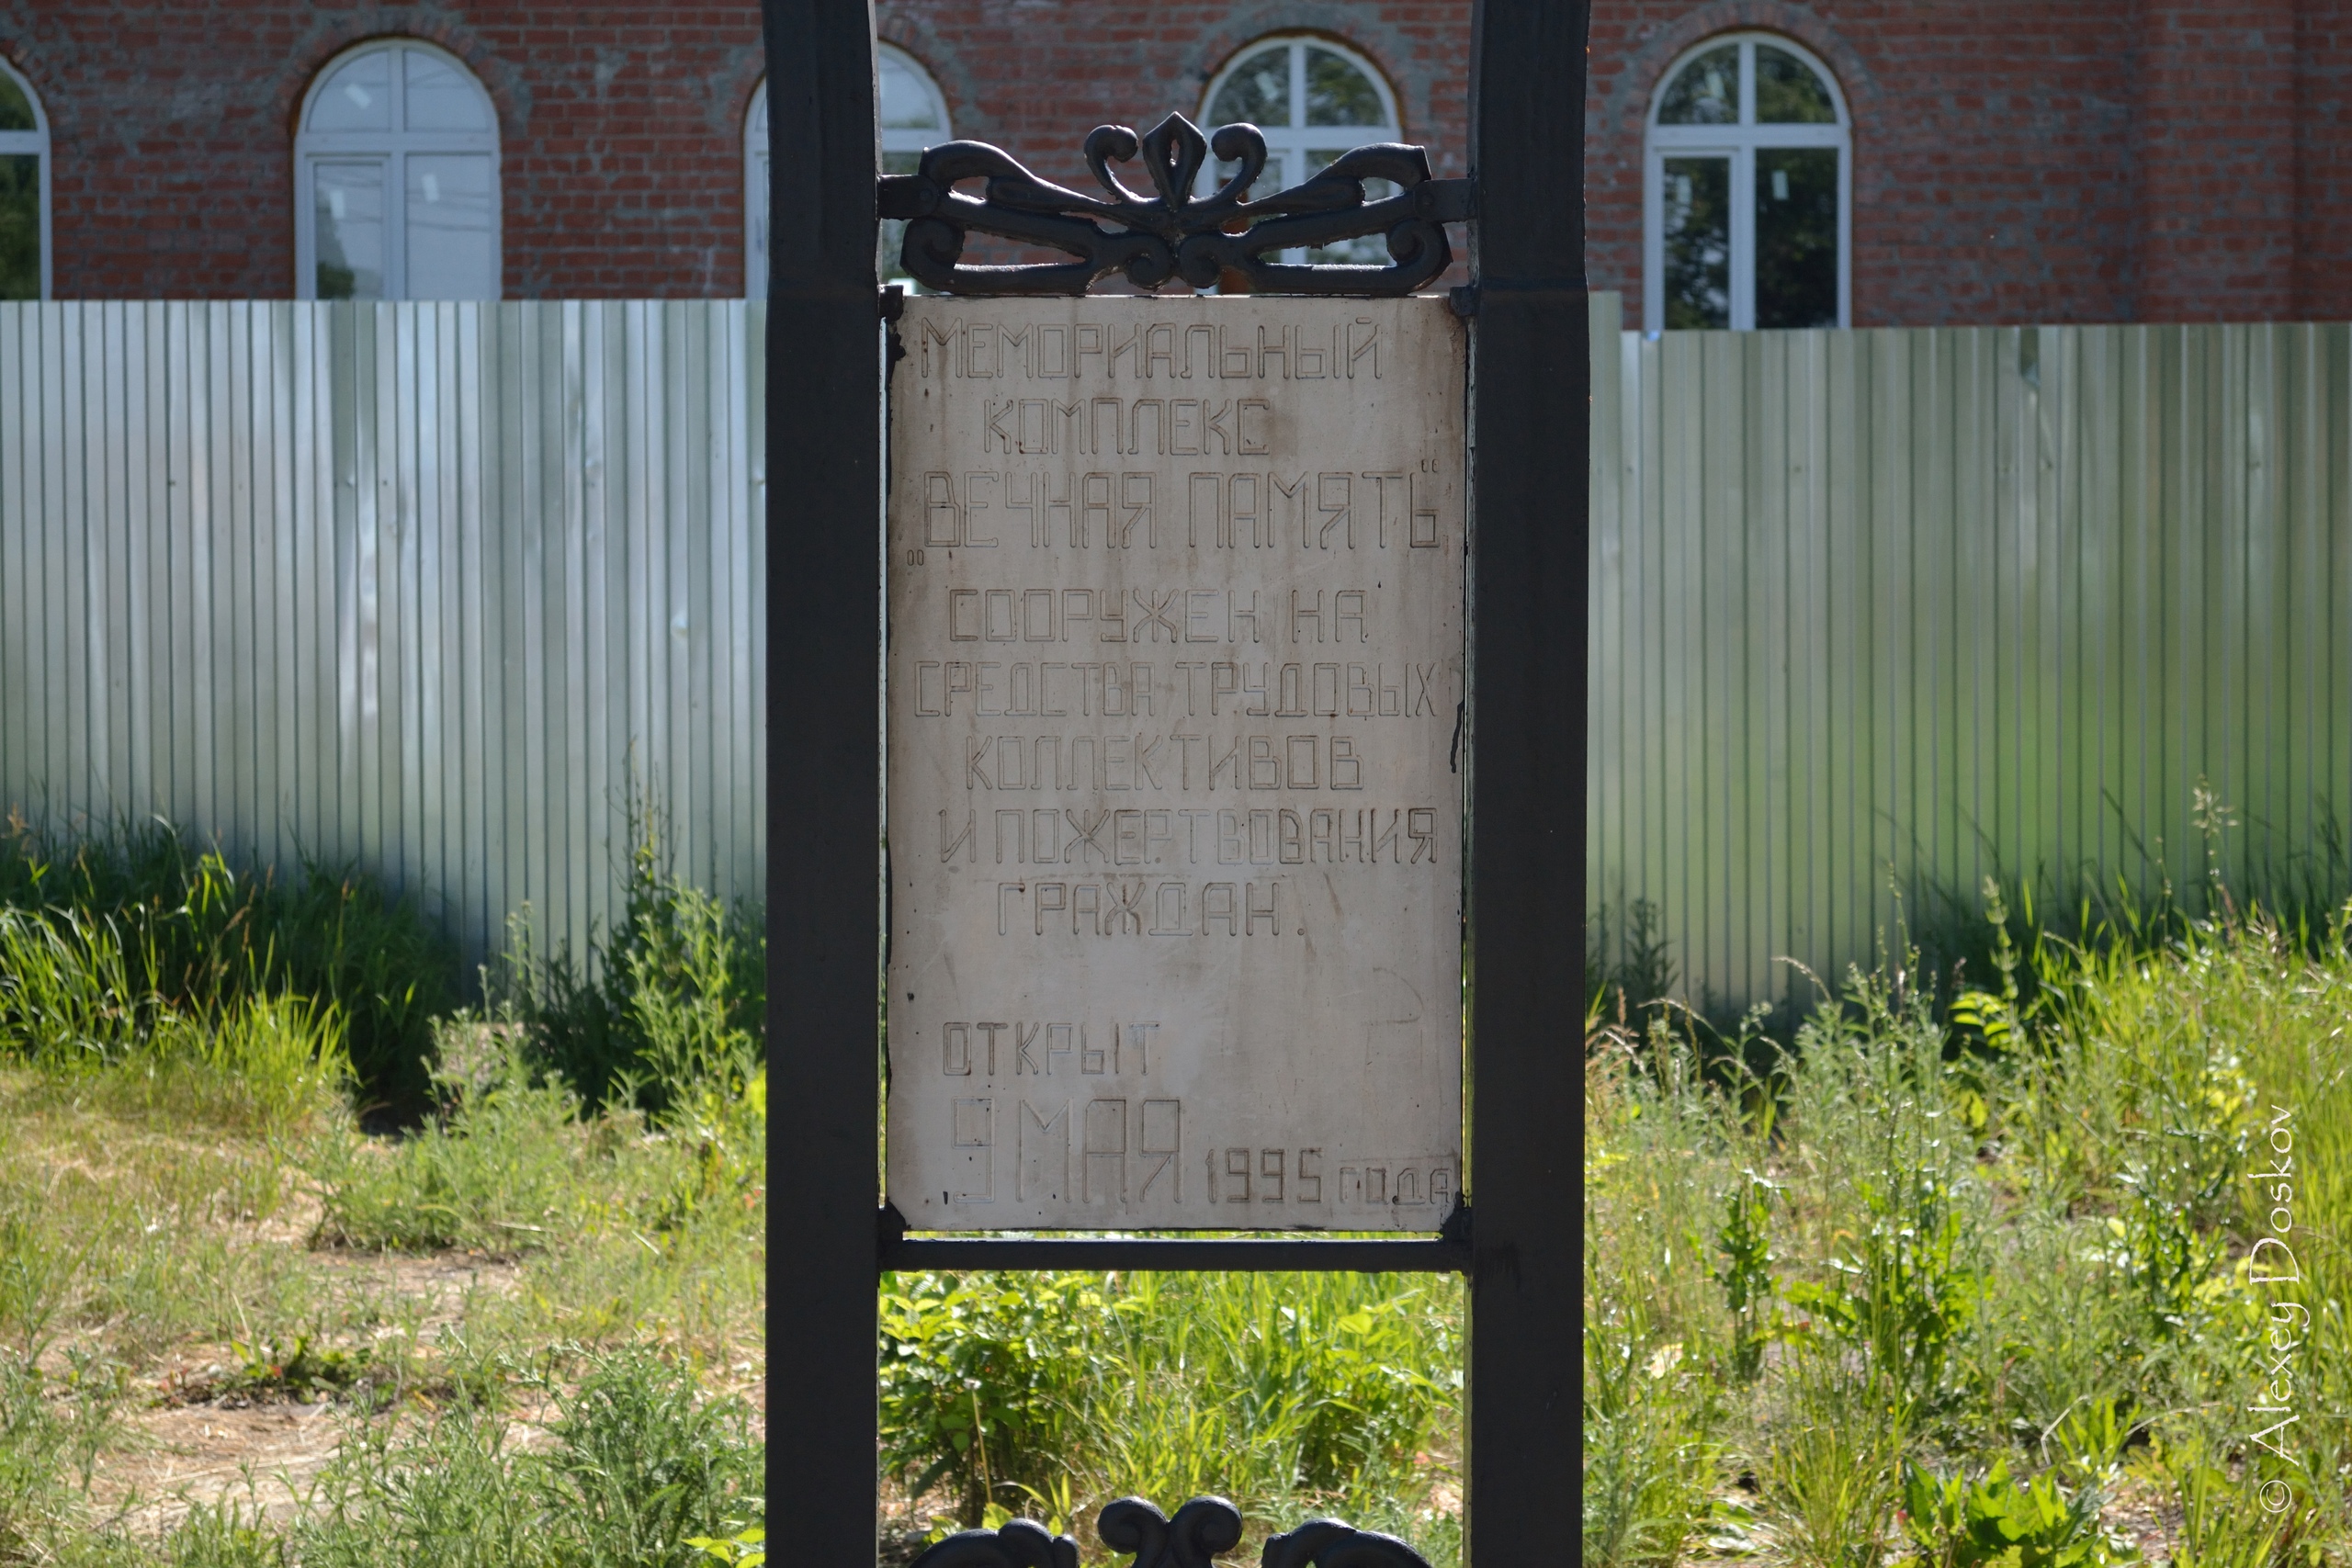 МЕМОРИАЛЬНЫЙ
КОМПЛЕКС
„ВЕЧНАЯ ПАМЯТЬ"
СООРУЖЕН НА
СРЕДСТВА ТРУДОВЫХ
КОЛЛЕКТИВОВ
И ПОЖЕРТВОВАНИЯ
ГРАЖДАН.
ОТКРЫТ
9 МАЯ 1995 года
© Alexey Doskov